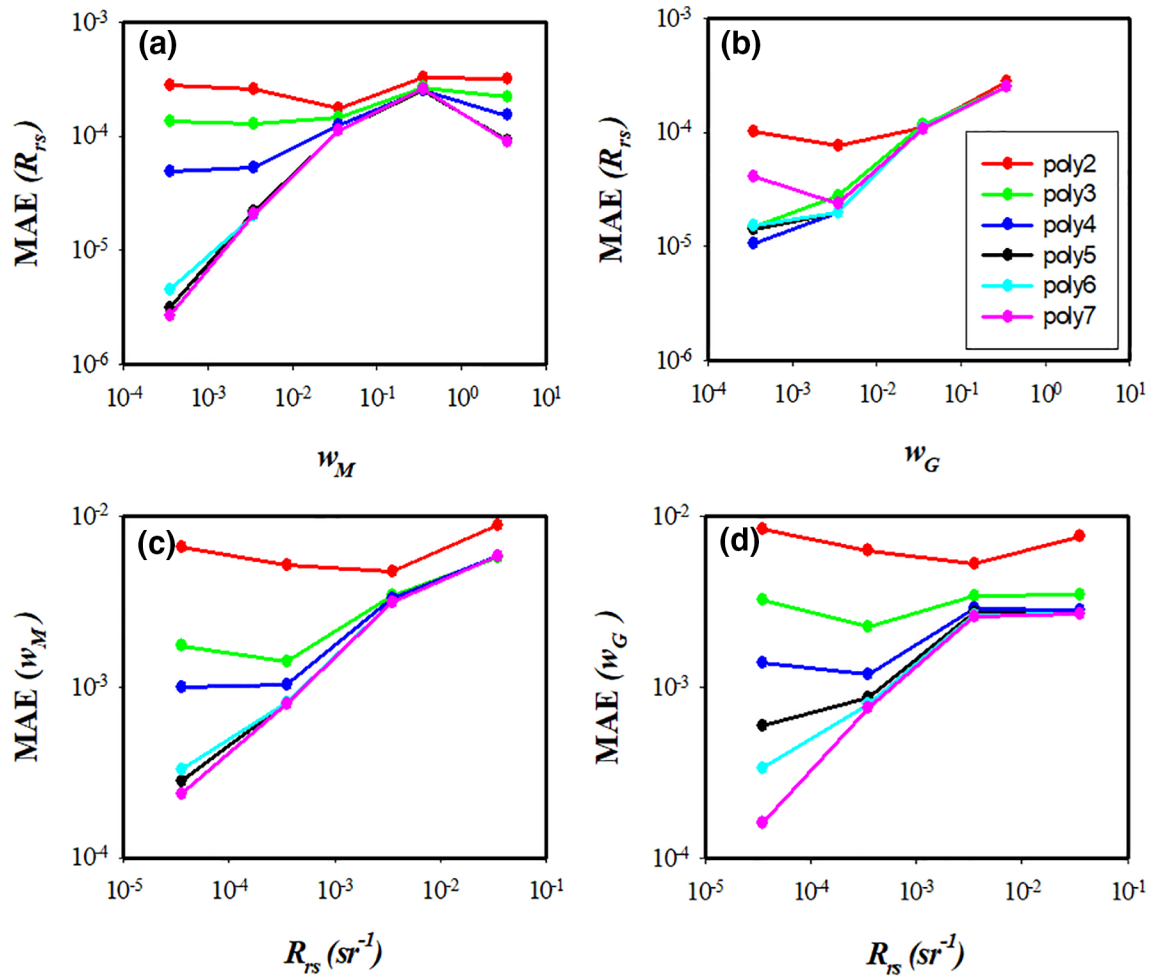 (a)
MAE (Rrs)
10-3
10-4
10-5
10-6
10-4 10-3 10-2 10-1 100 101
wM
(b)
MAE (Rrs)
10-3
10-4
10-5
10-6
10-4 10-3 10-2 10-1 100 101
wG
poly2
poly3
poly4
poly5
poly6
poly7
(c)
MAE (wM)
10-2
10-3
10-4
10-5 10-4 10-3 10-2 10-1
Rrs (sr-1)
(d)
MAE (wG)
10-2
10-3
10-4
10-5 10-4 10-3 10-2 10-1
Rrs (sr-1)